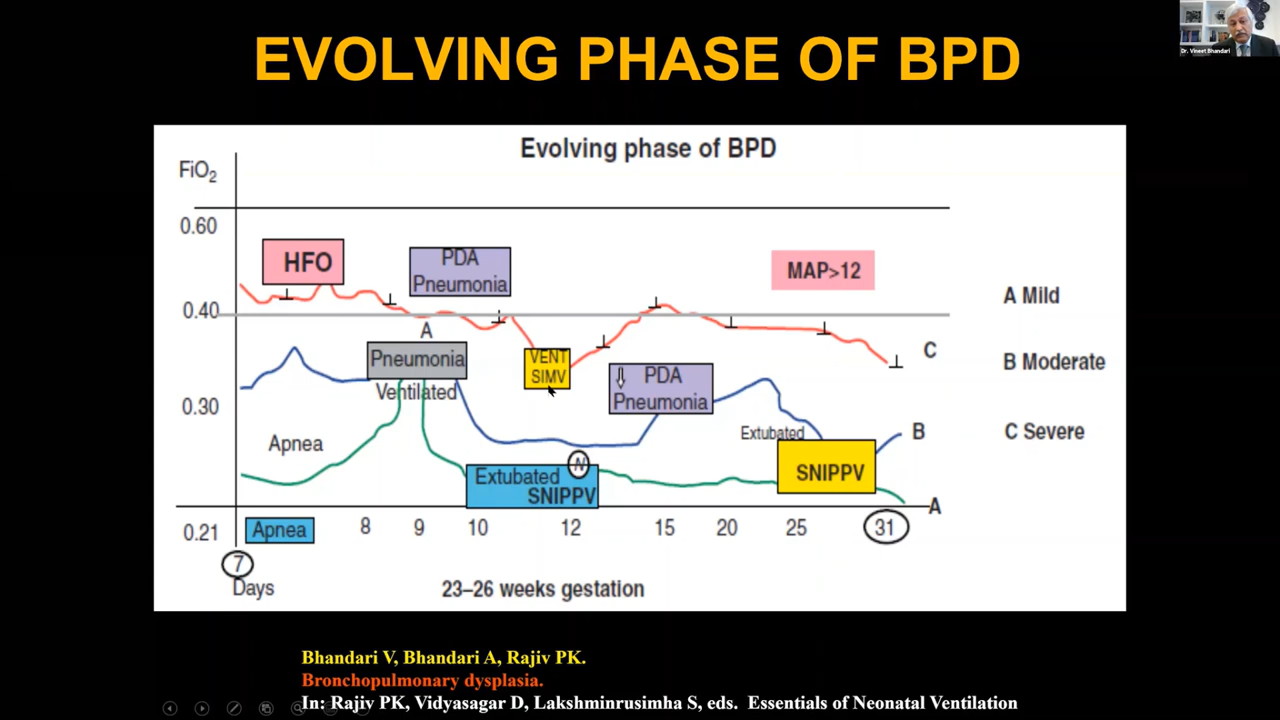 EVOLVING PHASE OF BPD
Dr. Vineet Bhandari
Evolving phase of BPD
FiO2
0.60
HFO
PDA
Pneumonia
MAP>12
A Mild
0.40
A
Pneumonia
Ventilated
VENT
SIMV
C
B Moderate
PDA
Pneumonia
0.30
Apnea
Extubated
B
C Severe
Extubated
N
SNIPPV
SNIPPV
A
0.21
Apnea
8 9 10 12 15 20 25 31
7
Days
23–26 weeks gestation
Bhandari V, Bhandari A, Rajiv PK.
Bronchopulmonary dysplasia.
In: Rajiv PK, Vidyasagar D, Lakshminrusimha S, eds. Essentials of Neonatal Ventilation